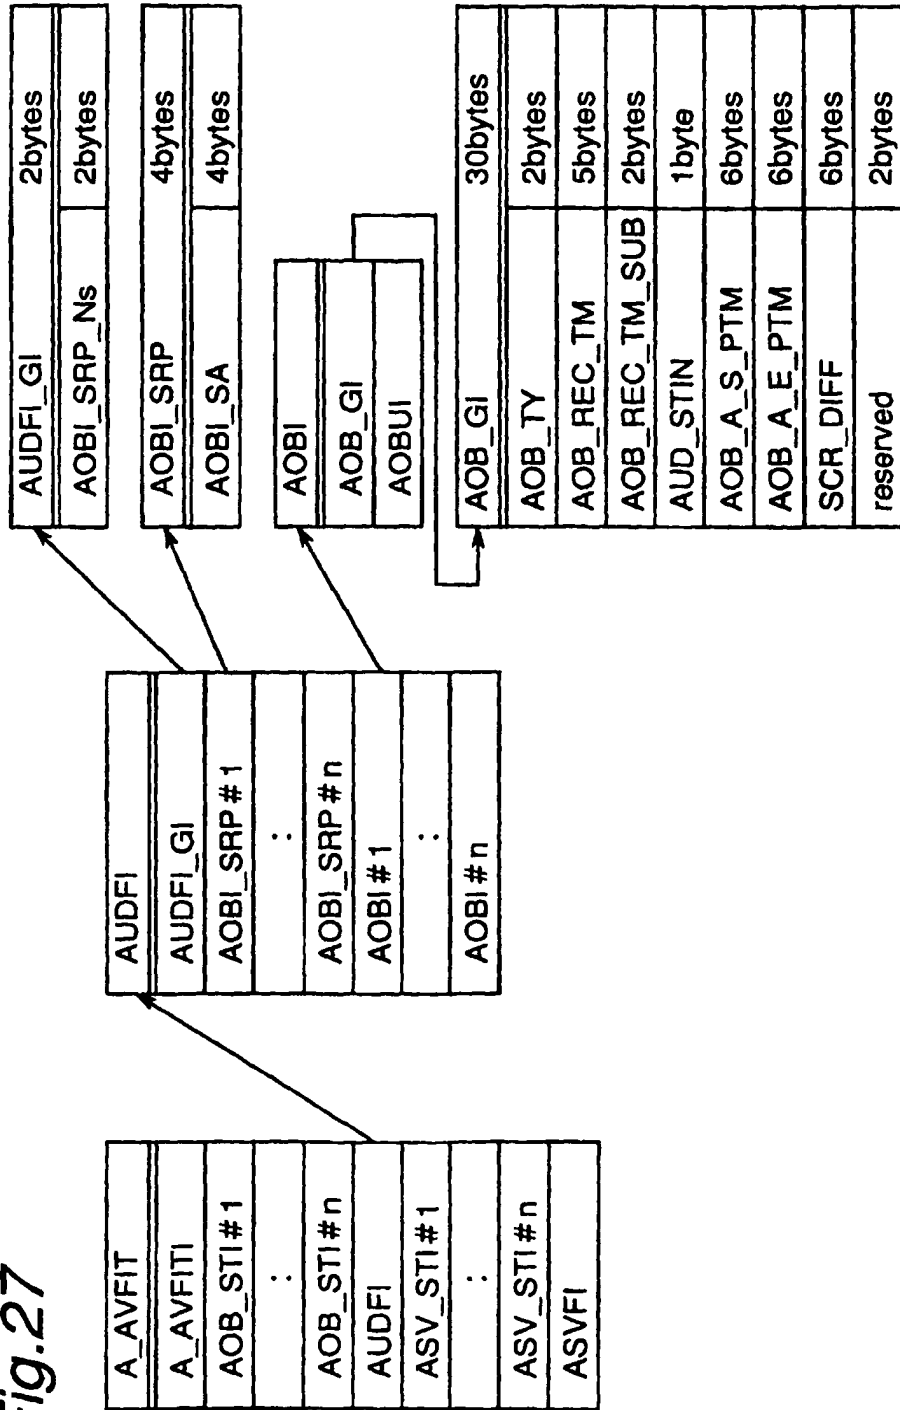 Fig.27
A_AVFIT
A_AVFITI
AOB_STI#1
:
AOB_STI#n
AUDFI
ASV_STI#1
:
ASV_STI#n
ASVFI
AUDFI
AUDFI_GI
AOBI_SRP#1
:
AOBI_SRP#n
AOBI#1
:
AOBI#n
AUDFI_GI 2bytes
AOBI_SRP_Ns 2bytes
AOBI_SRP 4bytes
AOBI_SA 4bytes
AOBI
AOB_GI
AOBUI
AOB_GI 30bytes
AOB_TY 2bytes
AOB_REC_TM 5bytes
AOB_REC_TM_SUB 2bytes
AUD_STIN 1byte
AOB_A_S_PTM 6bytes
AOB_A_E_PTM 6bytes
SCR_DIFF 6bytes
reserved 2bytes